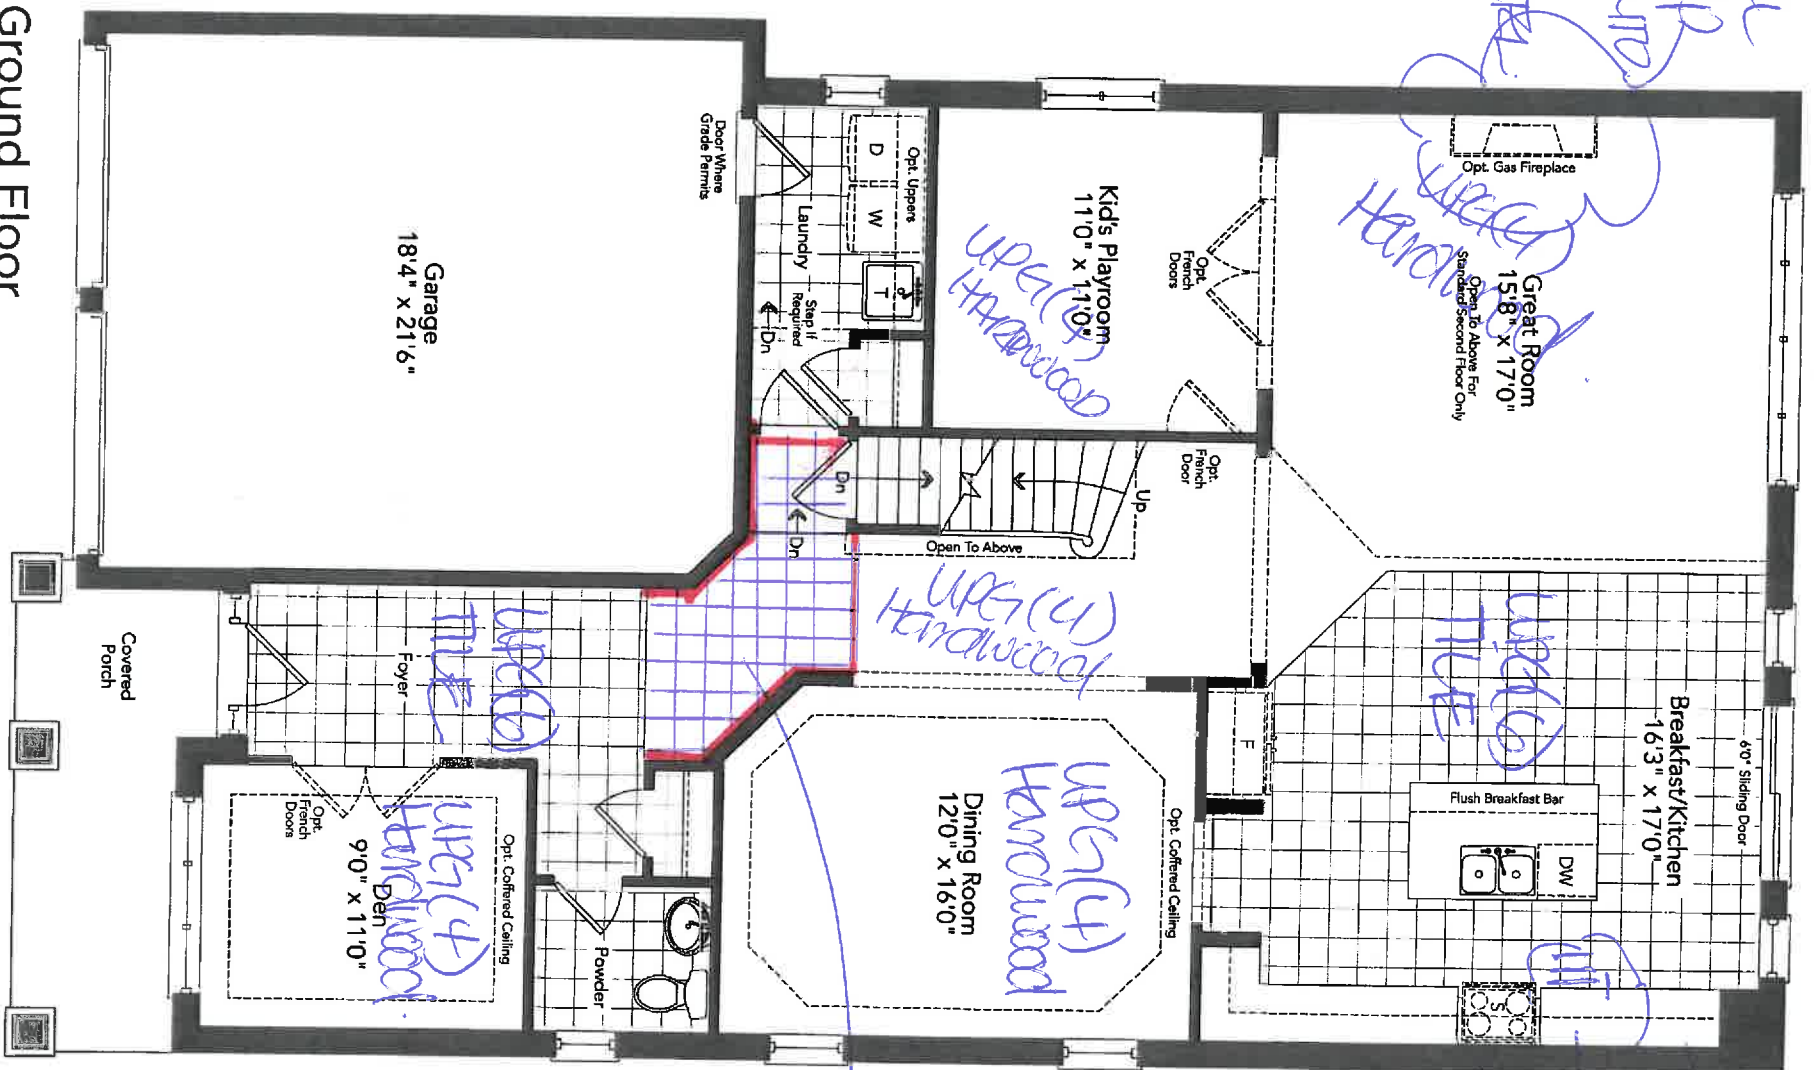 Ground Floor
Garage
18'4" x 21'6"
Door Where
Grade Permits
Opt. Uppers
D
W
Laundry
T
Step If
Required
Dn
Kid's Playroom
11'0" x 11'0"
UPG(4)
HARDWOOD
Opt.
French
Doors
Opt. Gas Fireplace
Great Room
15'8" x 17'0"
Open To Above For
Standard Second Floor Only
UPG(4)
Hardwood
Opt.
French
Door
Up
Dn
Dn
Open To Above
UPG(4)
Hardwood
Covered
Porch
Foyer
UPG(6)
TILE
Opt.
French
Doors
Den
9'0" x 11'0"
Opt. Coffered Ceiling
UPG(4)
Hardwood.
Powder
Dining Room
12'0" x 16'0"
Opt. Coffered Ceiling
UPG(4)
Hardwood
F
Breakfast/Kitchen
16'3" x 17'0"
6'0" Sliding Door
UPG(6)
TILE
Flush Breakfast Bar
DW
S